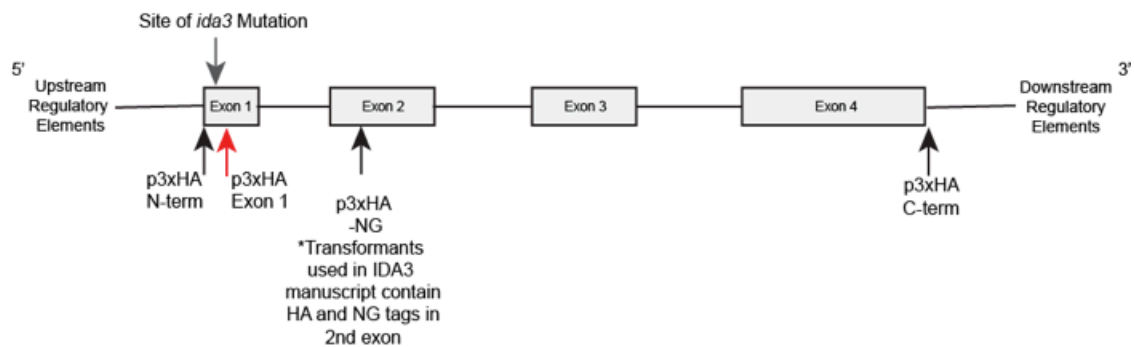 Site of ida3 Mutation
5’
3’
Upstream
Regulatory
Elements
Exon 1
Exon 2
Exon 3
Exon 4
Downstream
Regulatory
Elements
p3xHA
N-term
p3xHA
Exon 1
p3xHA
-NG
*Transformants
used in IDA3
manuscript contain
HA and NG tags in
2nd exon
p3xHA
C-term